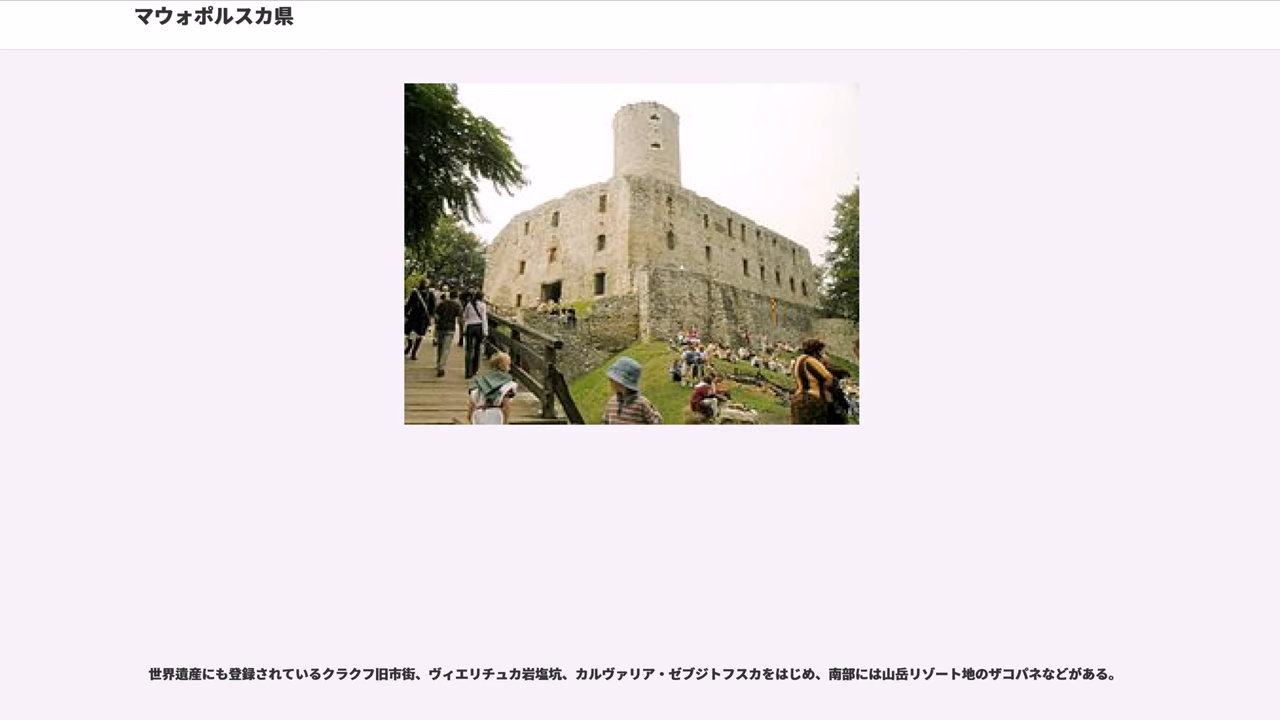 マウォポルスカ県
世界遺産にも登録されているクラクフ旧市街、ヴィエリチュカ岩塩坑、カルヴァリア・ゼブジトフスカをはじめ、南部には山岳リゾート地のザコパネなどがある。